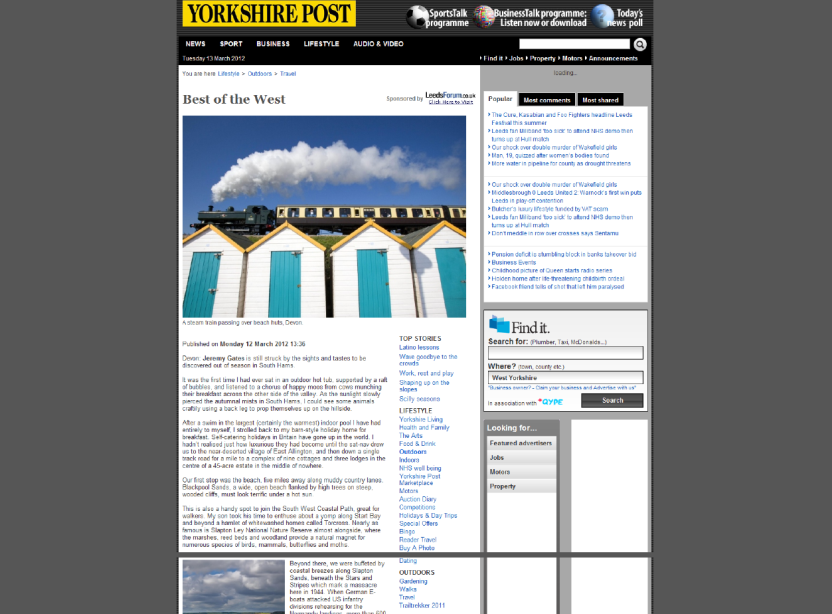 YORKSHIRE POST
SportsTalk programme
BusinessTalk programme: Listen now or download
Today's news poll
NEWS SPORT BUSINESS LIFESTYLE AUDIO & VIDEO
Tuesday 13 March 2012
Find it Jobs Property Motors Announcements
You are here Lifestyle > Outdoors > Travel
loading...
Best of the West
Sponsored by LeedsForum.co.uk
Click Here to Visit
A steam train passing over beach huts, Devon
Published on Monday 12 March 2012 13:36
Devon: Jeremy Gates is still struck by the sights and tastes to be
discovered out of season in South Hams.
It was the first time I had ever sat in an outdoor hot tub, supported by a raft
of bubbles, and listened to a chorus of happy moos from cows munching
their breakfast across the other side of the valley. As the sunlight slowly
pierced the autumnal mists in South Hams, I could see some animals
craftily using a back leg to prop themselves up on the hillside.
After a swim in the largest (certainly the warmest) indoor pool I have had
entirely to myself, I strolled back to my barn-style holiday home for
breakfast. Self-catering holidays in Britain have gone up in the world. I
hadn't realised just how luxurious they had become until the sat-nav drew
us to the near-deserted village of East Allington, and then down a single
track road for a mile to a complex of nine cottages and three lodges in the
centre of a 45-acre estate in the middle of nowhere.
Our first stop was the beach, five miles away along muddy country lanes.
Blackpool Sands, a wide, open beach flanked by high trees on steep,
wooded cliffs, must look terrific under a hot sun.
This is also a handy spot to join the South West Coastal Path, great for
walkers. My son took his time to enthuse about a yomp along Start Bay
and beyond a hamlet of whitewashed homes called Torcross. Nearly as
famous is Slapton Ley National Nature Reserve almost alongside, where
the marshes, reed beds and woodland provide a natural magnet for
numerous species of birds, mammals, butterflies and moths.
Beyond there, we were buffeted by
coastal breezes along Slapton
Sands, beneath the Stars and
Stripes which mark a massacre
here in 1944. When German E-
boats attacked US infantry
divisions rehearsing for the
TOP STORIES
Latino lessons
Wave goodbye to the
crowds
Work, rest and play
Shaping up on the
slopes
Scilly seasons
LIFESTYLE
Yorkshire Living
Health and Family
The Arts
Food & Drink
Outdoors
Indoors
NHS well being
Yorkshire Post
Marketplace
Motors
Auction Diary
Competitions
Holidays & Day Trips
Special Offers
Bingo
Reader Travel
Buy A Photo
Dating
OUTDOORS
Gardening
Walks
Travel
Trailtrekker 2011
Popular Most comments Most shared
The Cure, Kasabian and Foo Fighters headline Leeds
Festival this summer
Leeds fan Miliband 'too sick' to attend NHS demo then
turns up at Hull match
Our shock over double murder of Wakefield girls
Man, 19, quizzed after women's bodies found
More water in pipeline for county as drought threatens
Our shock over double murder of Wakefield girls
Middlesbrough 0 Leeds United 2: Warnock's first win puts
Leeds in play-off contention
Butcher's luxury lifestyle funded by VAT scam
Leeds fan Miliband 'too sick' to attend NHS demo then
turns up at Hull match
Don't meddle in row over crosses says Sentamu
Pension deficit is stumbling block in banks takeover bid
Business Events
Childhood picture of Queen starts radio series
Holden home after life-threatening childbirth ordeal
Facebook friend tells of shot that left him paralysed
Find it.
Search for: (Plumber, Taxi, McDonalds...)
Where? (town, county etc.)
West Yorkshire
"Business owner? - Claim your business and Advertise with us"
In association with QYPE
Search
Looking for...
Featured advertisers
Jobs
Motors
Property